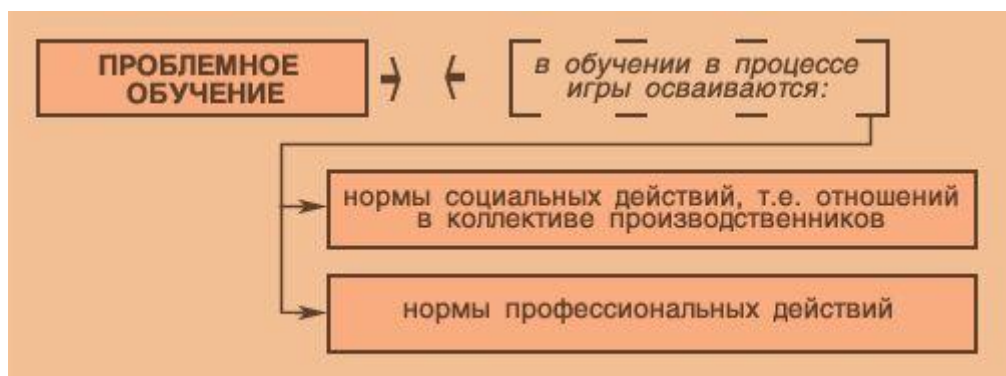 ПРОБЛЕМНОЕ
ОБУЧЕНИЕ
в обучении в процессе
игры осваиваются:
нормы социальных действий, т.е. отношений
в коллективе производственников
нормы профессиональных действий